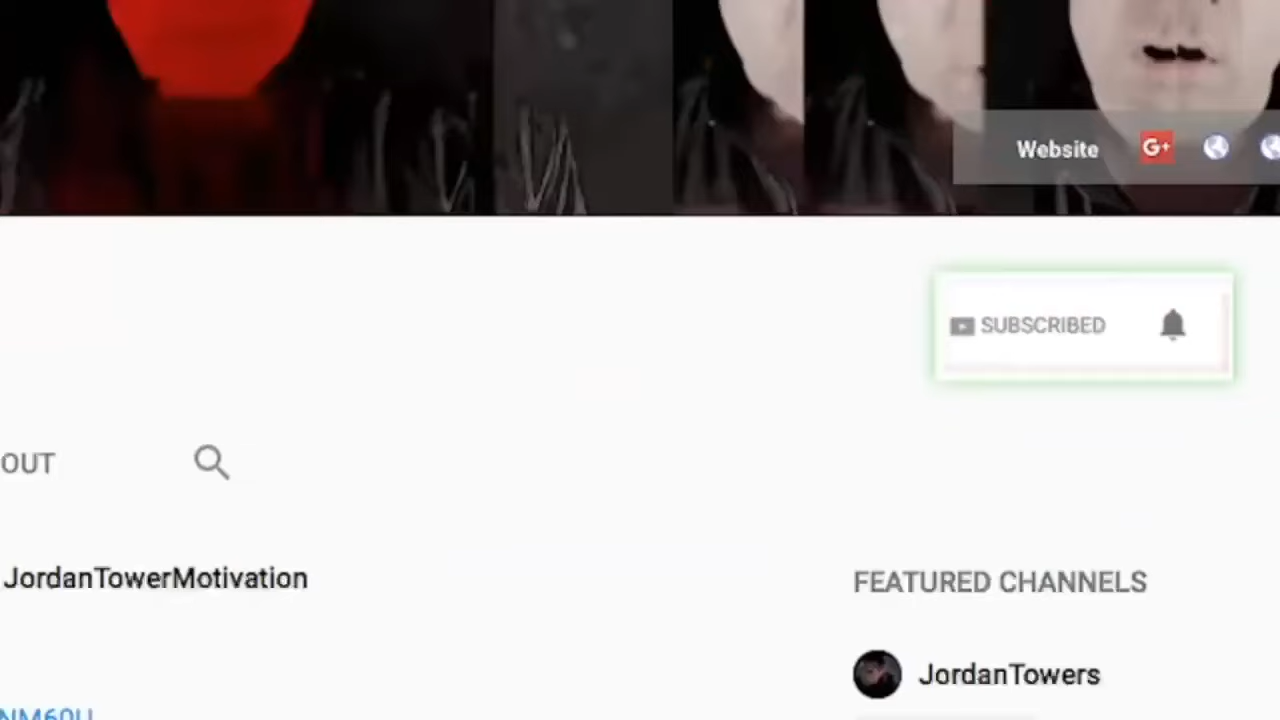 Website G+
SUBSCRIBED
OUT
JordanTowerMotivation
FEATURED CHANNELS
JordanTowers